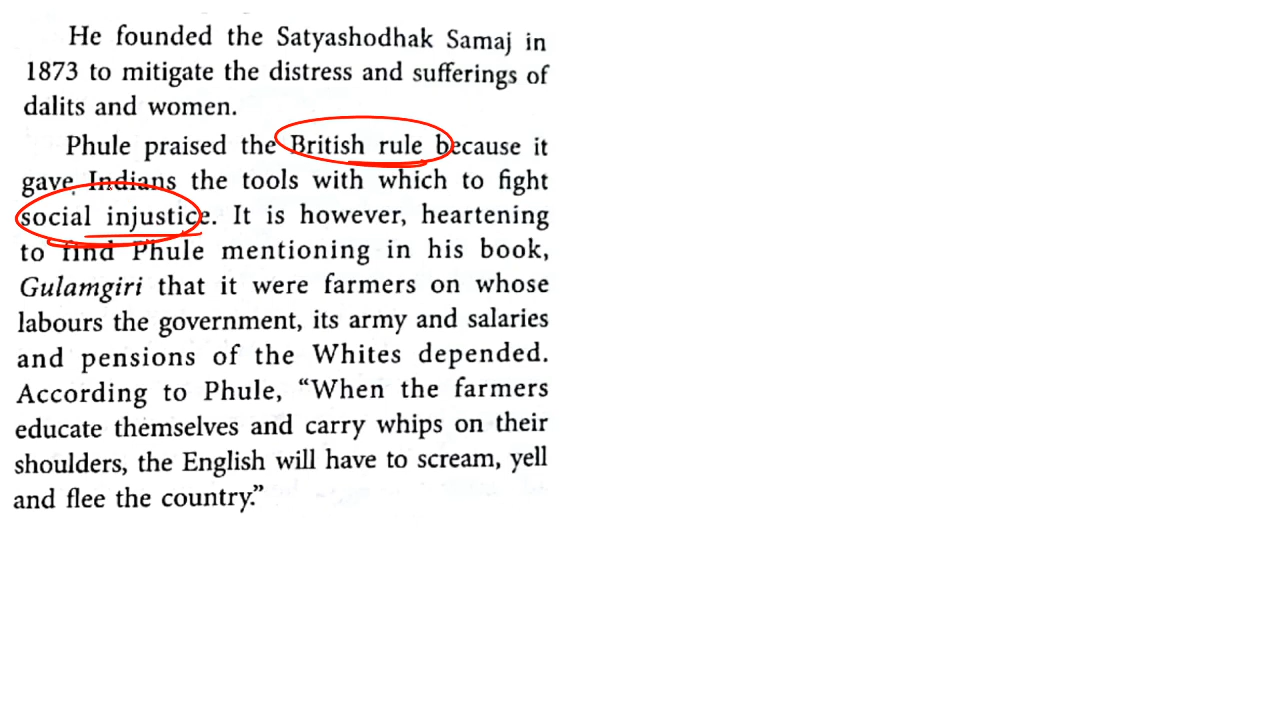 He founded the Satyashodhak Samaj in
1873 to mitigate the distress and sufferings of
dalits and women.
Phule praised the British rule because it
gave Indians the tools with which to fight
social injustice. It is however, heartening
to find Phule mentioning in his book,
Gulamgiri that it were farmers on whose
labours the government, its army and salaries
and pensions of the Whites depended.
According to Phule, “When the farmers
educate themselves and carry whips on their
shoulders, the English will have to scream, yell
and flee the country.”